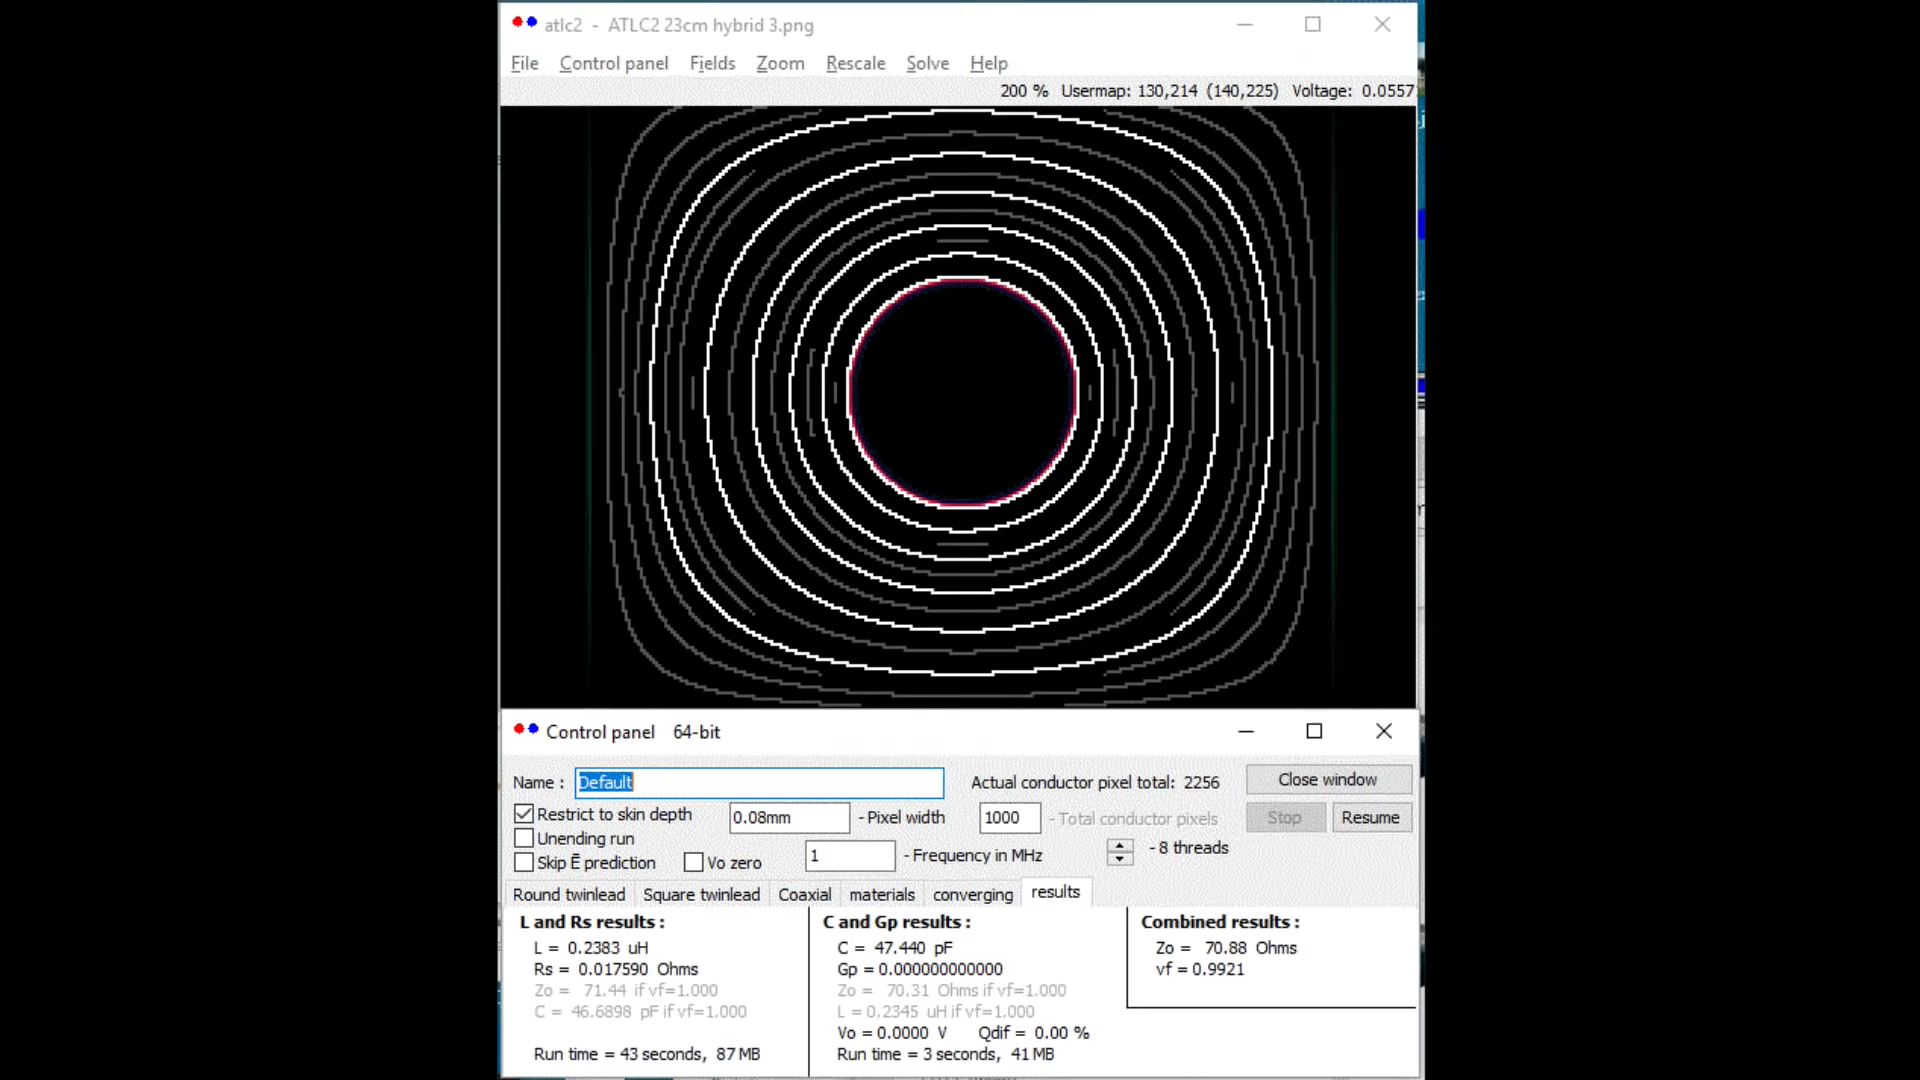 atlc2 - ATLC2 23cm hybrid 3.png
File Control panel Fields Zoom Rescale Solve Help
200 % Usermap: 130,214 (140,225) Voltage: 0.0557
Control panel 64-bit
Name : Default Actual conductor pixel total: 2256 Close window
Restrict to skin depth 0.08mm - Pixel width 1000 - Total conductor pixels Stop Resume
Unending run
Skip Ē prediction Vo zero 1 - Frequency in MHz - 8 threads
Round twinlead Square twinlead Coaxial materials converging results
L and Rs results :
L = 0.2383 uH
Rs = 0.017590 Ohms
Zo = 71.44 if vf=1.000
C = 46.6898 pF if vf=1.000
Run time = 43 seconds, 87 MB
C and Gp results :
C = 47.440 pF
Gp = 0.000000000000
Zo = 70.31 Ohms if vf=1.000
L = 0.2345 uH if vf=1.000
Vo = 0.0000 V Qdif = 0.00 %
Run time = 3 seconds, 41 MB
Combined results :
Zo = 70.88 Ohms
vf = 0.9921